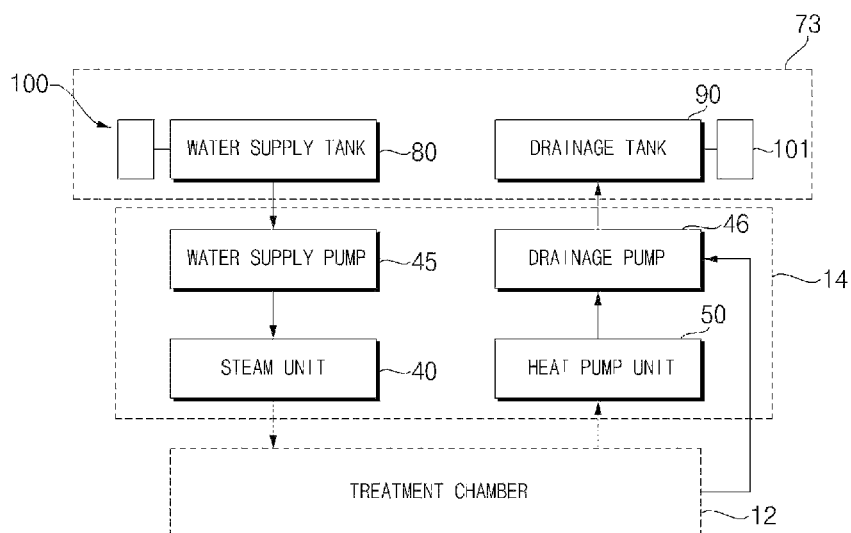 73
100
90
WATER SUPPLY TANK
80
DRAINAGE TANK
101
46
WATER SUPPLY PUMP
45
DRAINAGE PUMP
14
50
STEAM UNIT
40
HEAT PUMP UNIT
TREATMENT CHAMBER
12